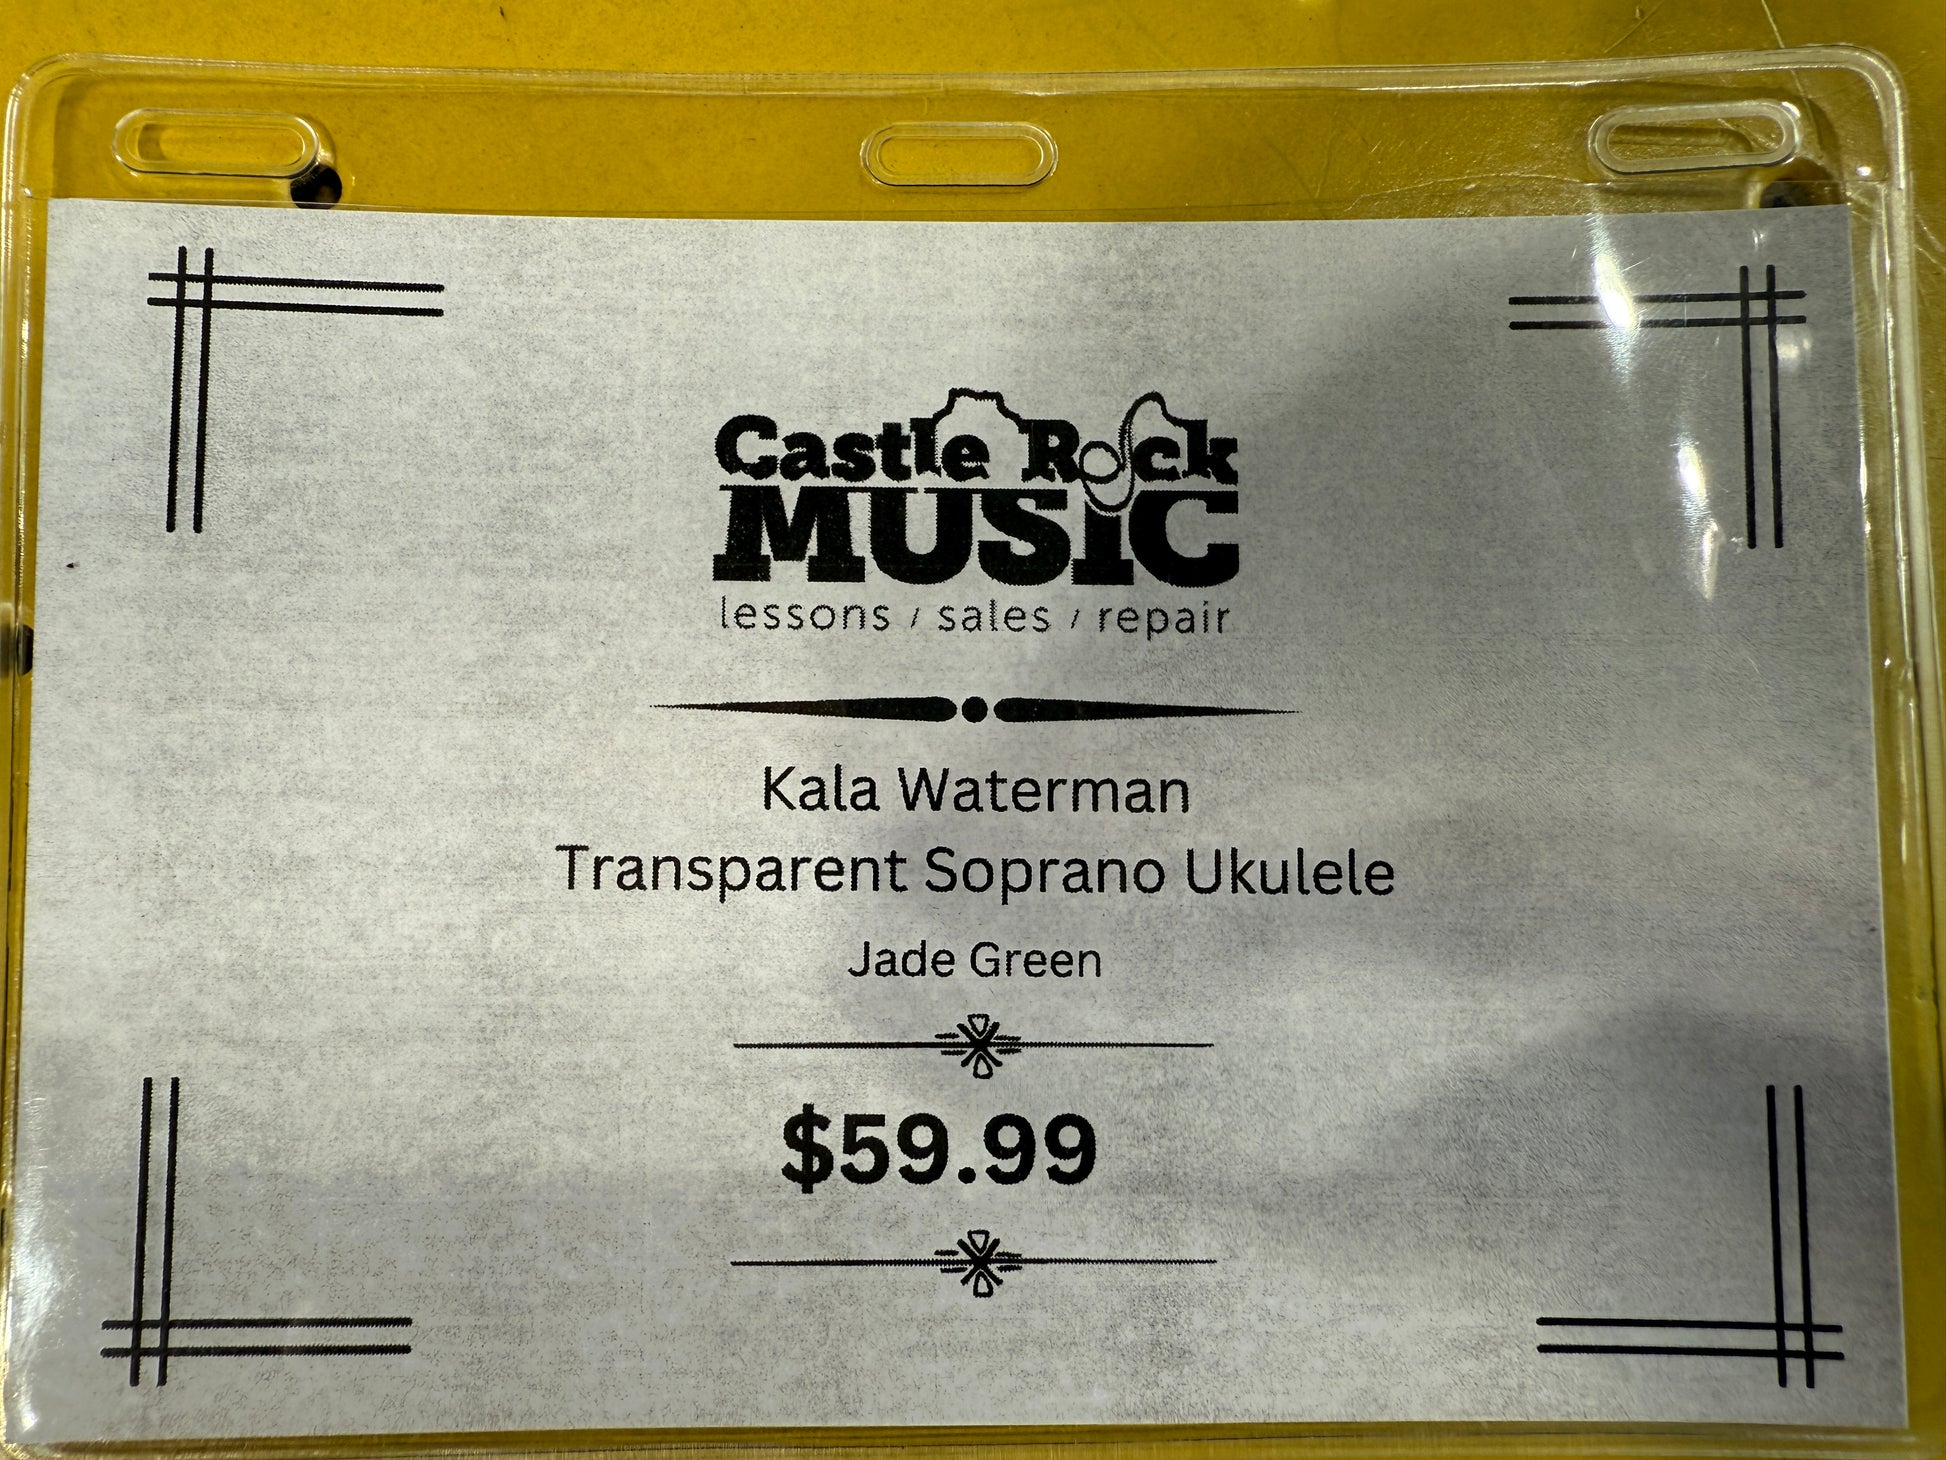 Castle Rock
MUSiC
lessons / sales / repair
Kala Waterman
Transparent Soprano Ukulele
Jade Green
$59.99